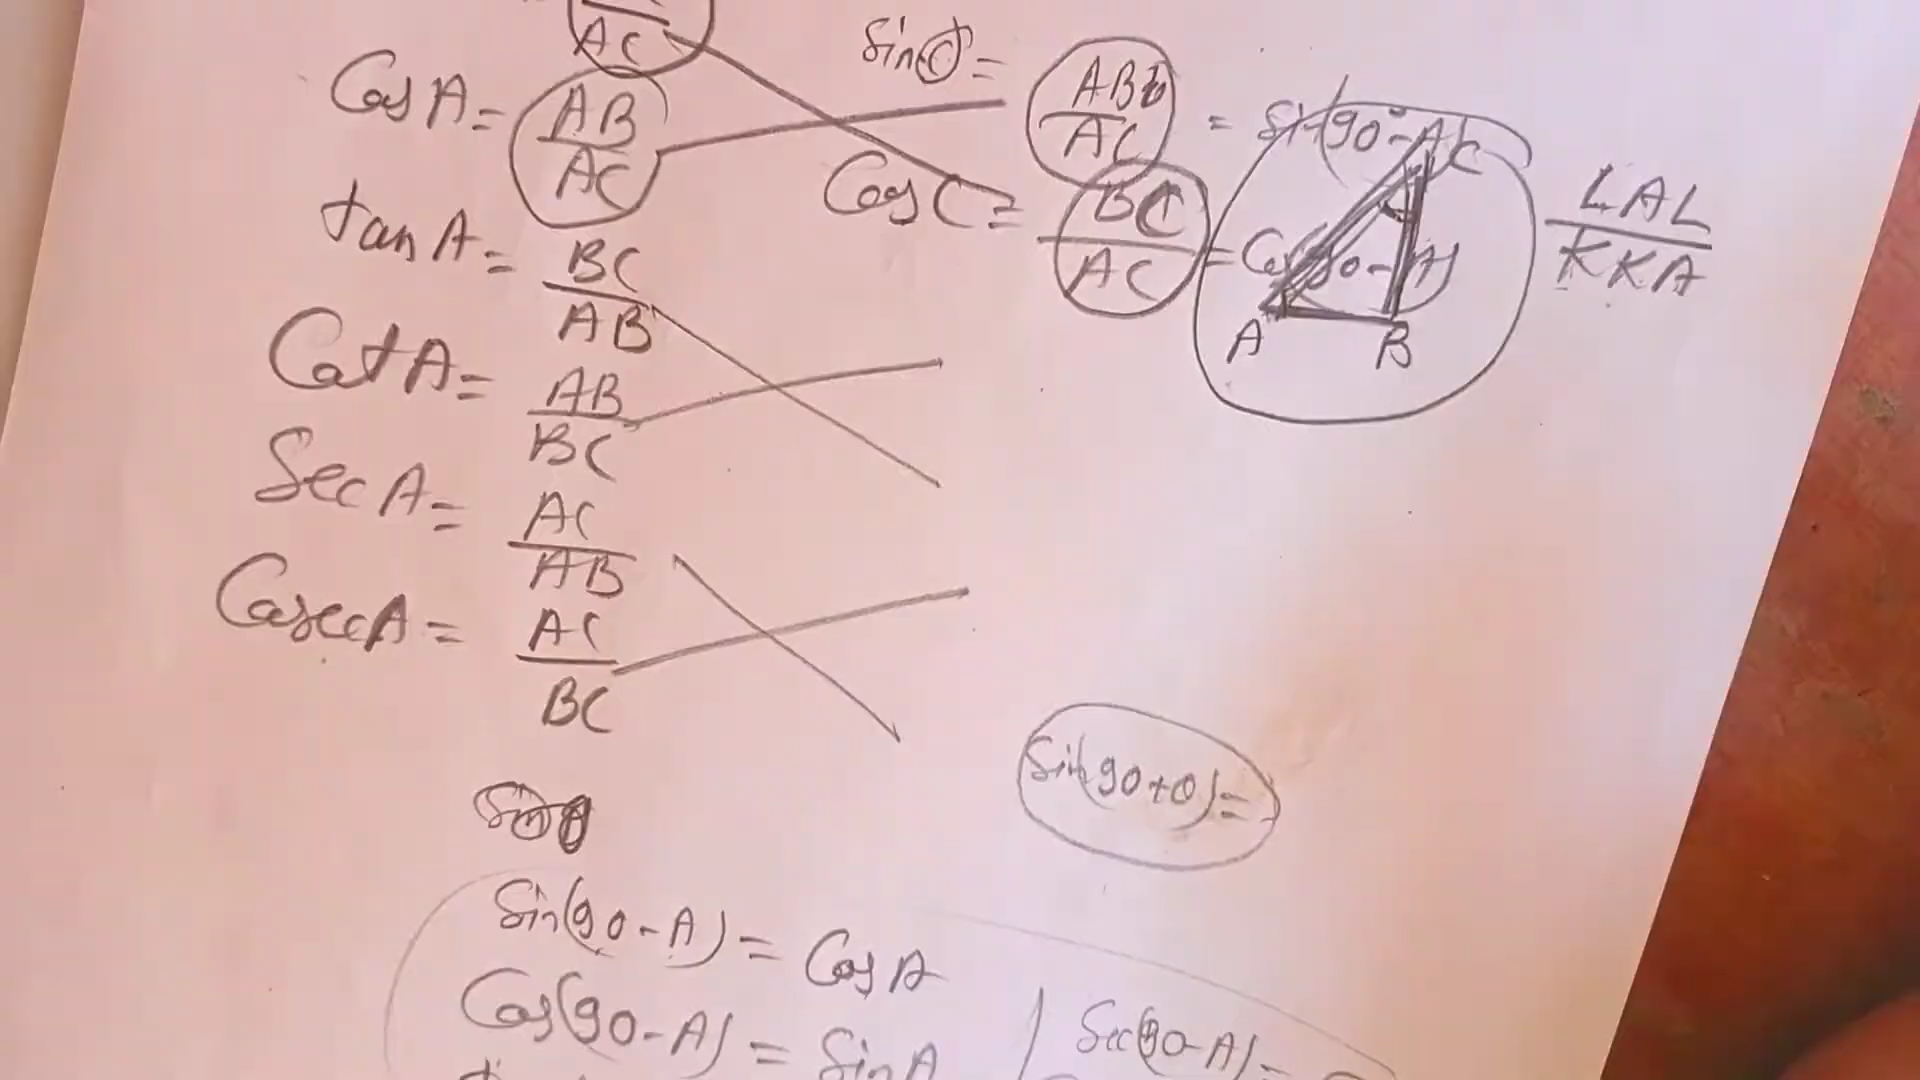 AC
Sin C = AB/AC = Sin(90°-A)
Cos A = AB/AC
Cos C = BC/AC = Cos(90-A)
C
LAL/KKA
tan A = BC/AB
A B
Cot A = AB/BC
Sec A = AC/AB
Cosec A = AC/BC
Sin(90+θ)=
Sin(90-A) = Cos A
Cos(90-A) = Sin A
Sec(90-A) =